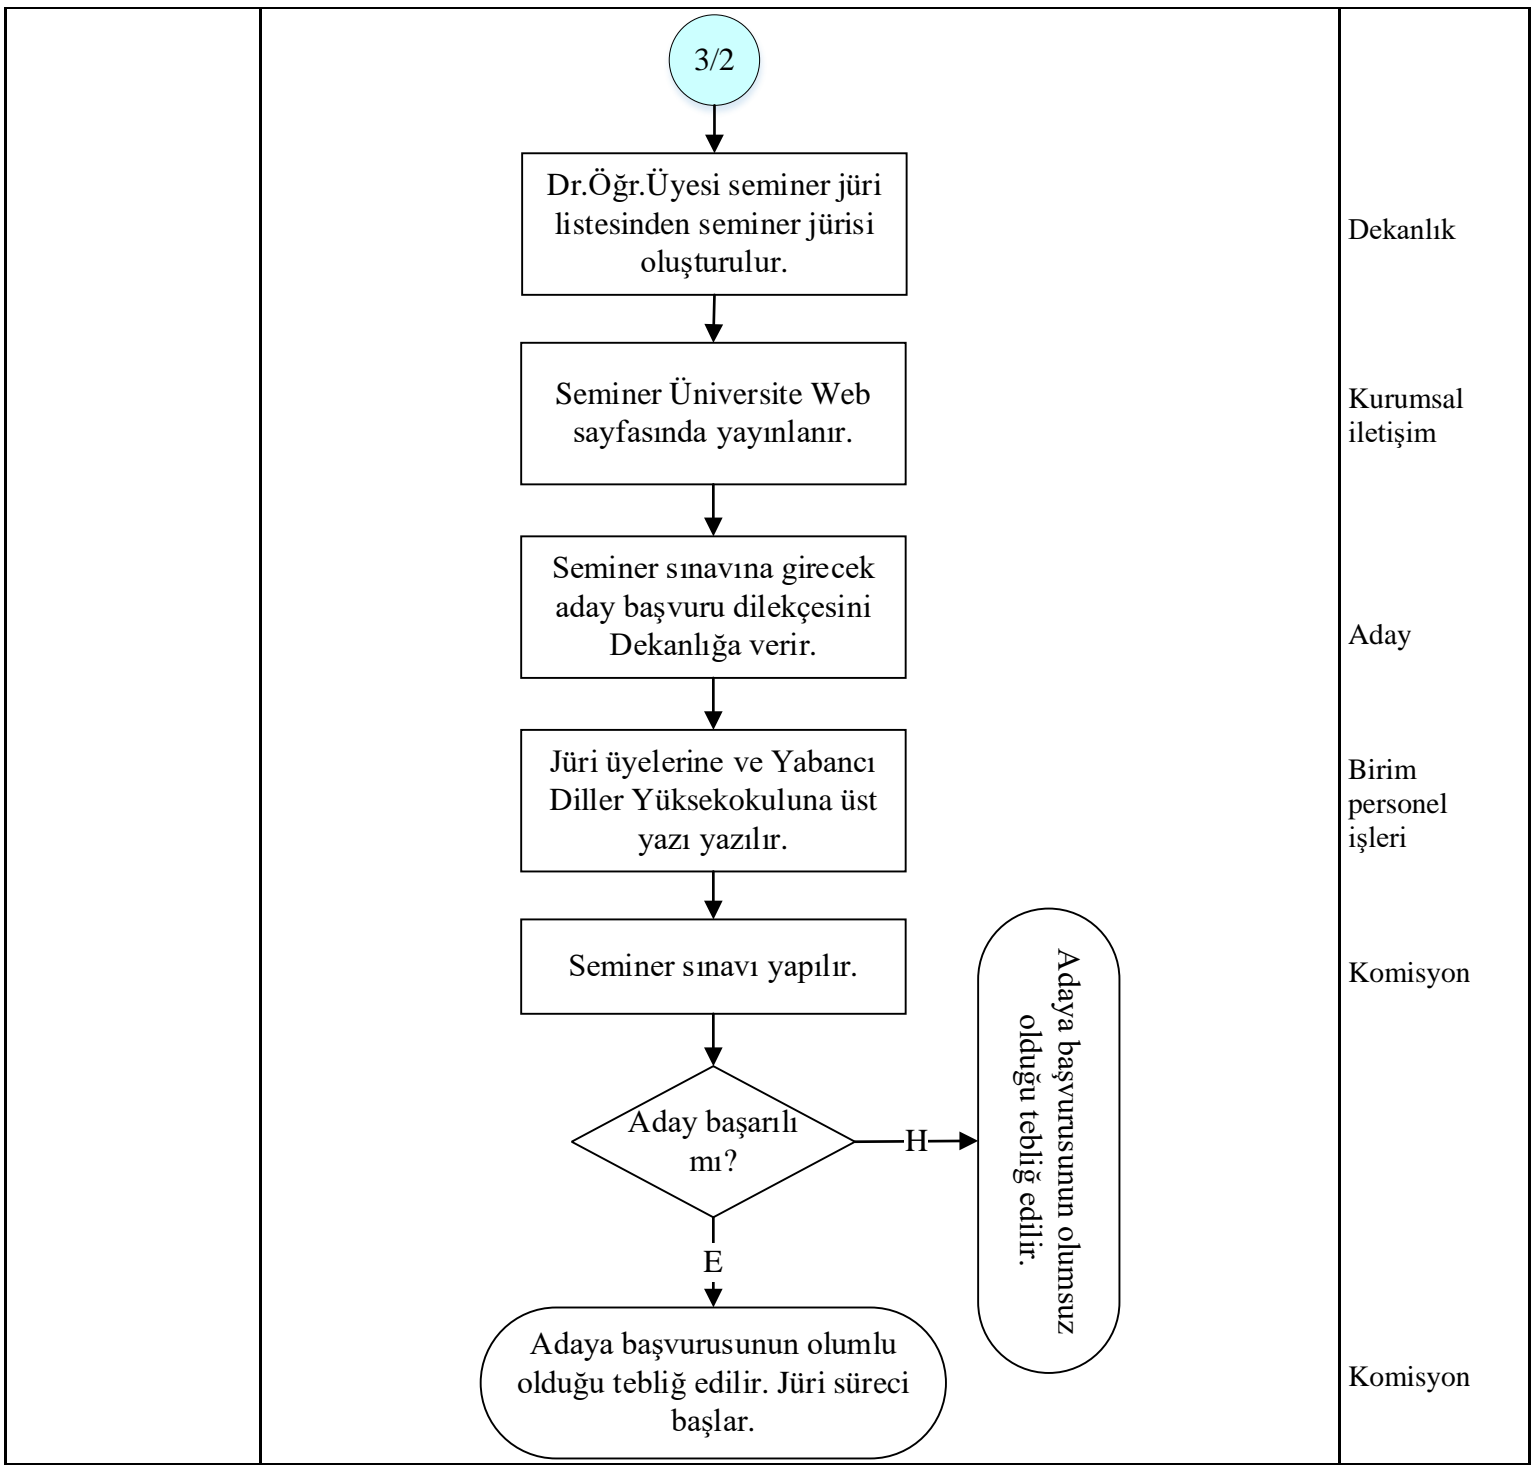 3/2
Dr.Öğr.Üyesi seminer jüri
listesinden seminer jürisi
oluşturulur.
Dekanlık
Seminer Üniversite Web
sayfasında yayınlanır.
Kurumsal
iletişim
Seminer sınavına girecek
aday başvuru dilekçesini
Dekanlığa verir.
Aday
Jüri üyelerine ve Yabancı
Diller Yüksekokuluna üst
yazı yazılır.
Birim
personel
işleri
Seminer sınavı yapılır.
Komisyon
Aday başarılı
mı?
H
Adaya başvurusunun olumsuz
olduğu tebliğ edilir.
E
Adaya başvurusunun olumlu
olduğu tebliğ edilir. Jüri süreci
başlar.
Komisyon